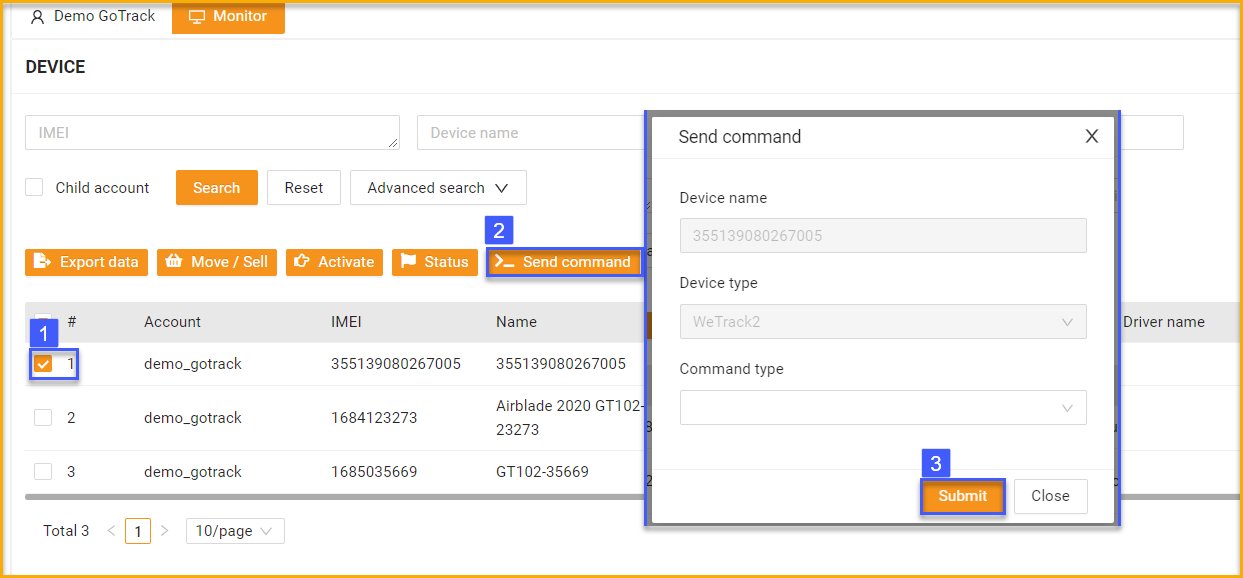 Demo GoTrack Monitor
DEVICE
IMEI Device name
Child account Search Reset Advanced search
2
Export data Move / Sell Activate Status Send command
# Account IMEI Name Driver name
1
1 demo_gotrack 355139080267005 355139080267005
2 demo_gotrack 1684123273 Airblade 2020 GT102-
23273
3 demo_gotrack 1685035669 GT102-35669
Total 3 < 1 > 10/page
Send command X
Device name
355139080267005
Device type
WeTrack2
Command type
3
Submit Close